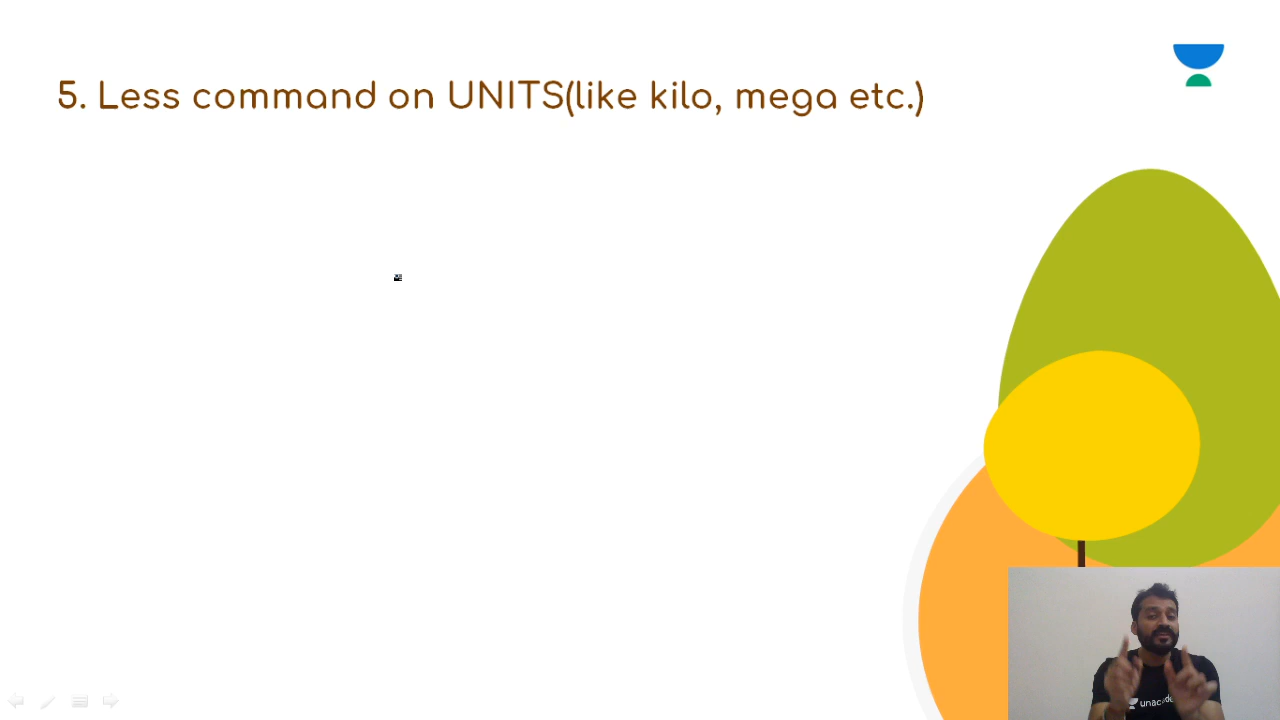 5. Less command on UNITS(like kilo, mega etc.)